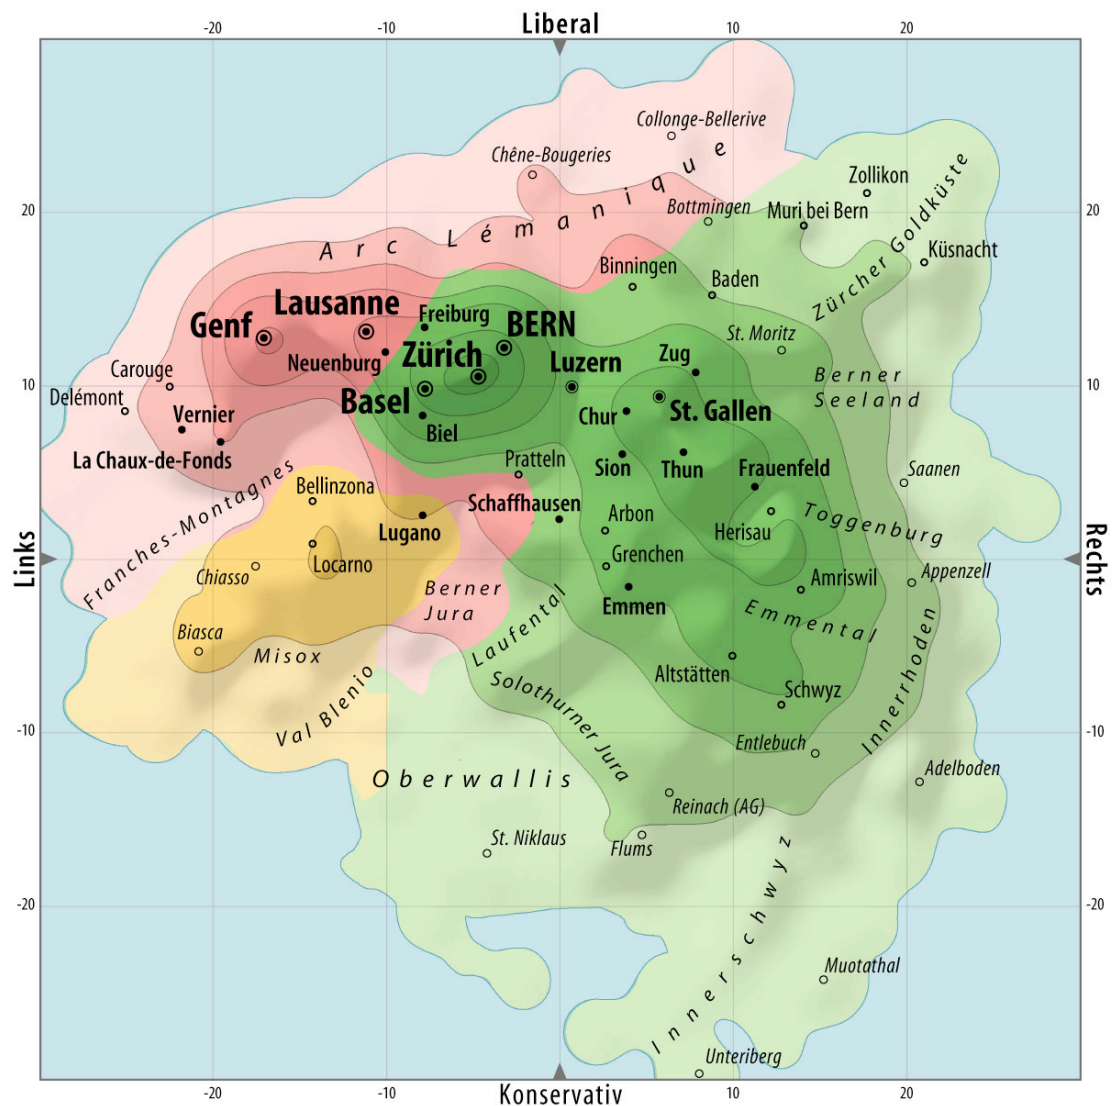 Liberal
-20
-10
10
20
Collonge-Bellerive
Chêne-Bougeries
Zollikon
20
20
Arc Lémanique
Bottmingen
Muri bei Bern
Zürcher Goldküste
Küsnacht
Binningen
Baden
Lausanne
Genf
Freiburg
BERN
St. Moritz
Neuenburg
Zürich
Luzern
Zug
Carouge
10
10
Berner
Seeland
Delémont
Basel
Chur
St. Gallen
Vernier
Biel
La Chaux-de-Fonds
Pratteln
Sion
Thun
Frauenfeld
Saanen
Franches-Montagnes
Bellinzona
Schaffhausen
Arbon
Herisau
Toggenburg
Lugano
Links
Rechts
Chiasso
Locarno
Grenchen
Amriswil
Appenzell
Berner
Jura
Laufental
Emmen
Emmental
Biasca
Misox
Val Blenio
Solothurner Jura
Altstätten
Schwyz
Innerrhoden
-10
-10
Entlebuch
Oberwallis
Adelboden
Reinach (AG)
St. Niklaus
Flums
Innerschwyz
-20
-20
Muotathal
Unteriberg
-20
-10
Konservativ
10
20